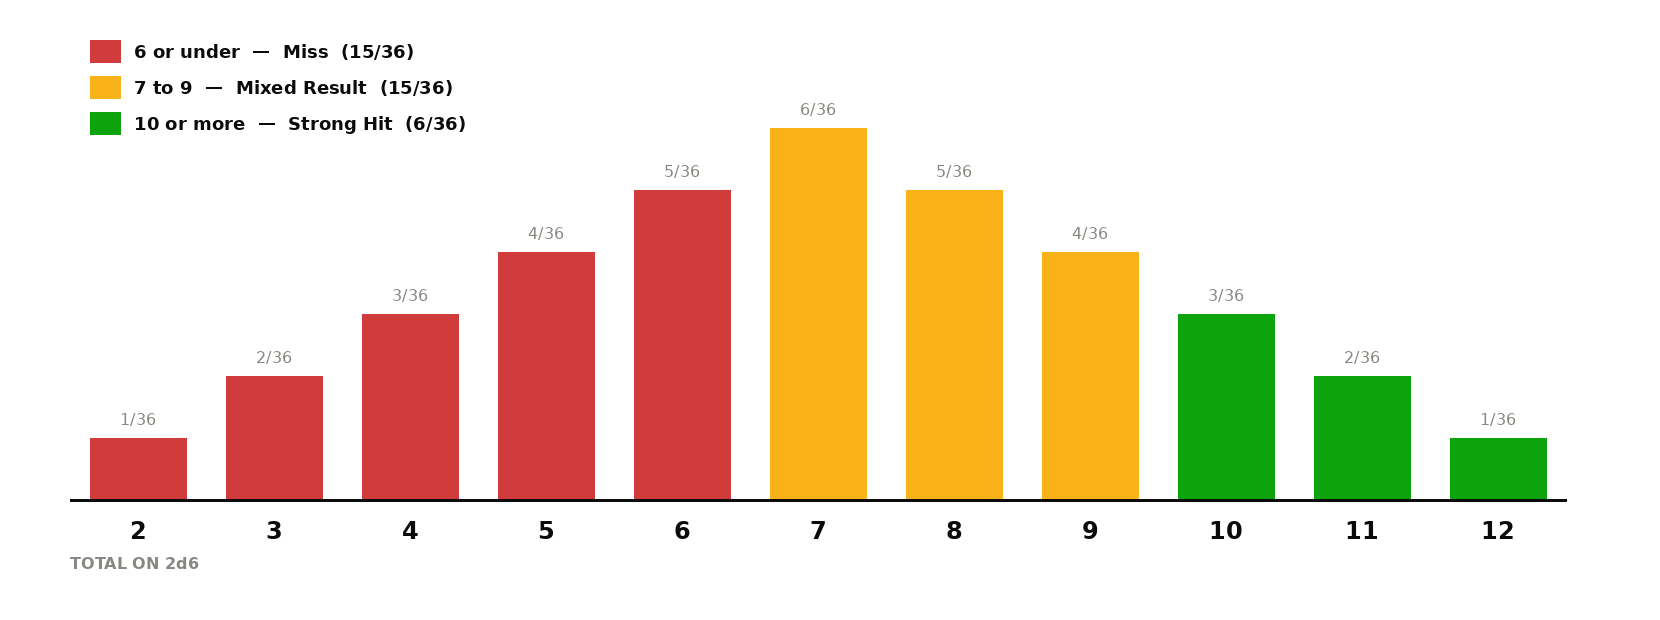 6 or under — Miss (15/36)
7 to 9 — Mixed Result (15/36)
10 or more — Strong Hit (6/36)
1/36
2/36
3/36
4/36
5/36
6/36
5/36
4/36
3/36
2/36
1/36
2 3 4 5 6 7 8 9 10 11 12
TOTAL ON 2d6